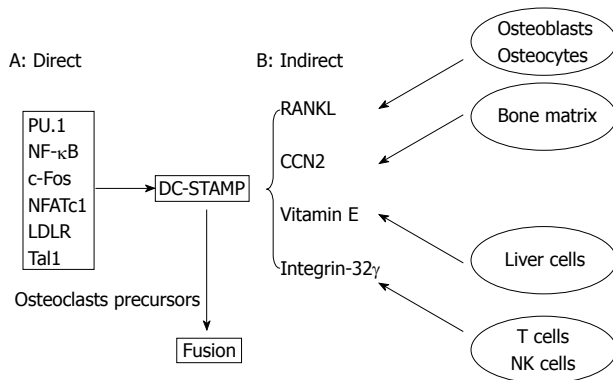 A: Direct
PU.1
NF-κB
c-Fos
NFATc1
LDLR
Tal1
DC-STAMP
Osteoclasts precursors
Fusion
B: Indirect
RANKL
CCN2
Vitamin E
Integrin-32γ
Osteoblasts
Osteocytes
Bone matrix
Liver cells
T cells
NK cells